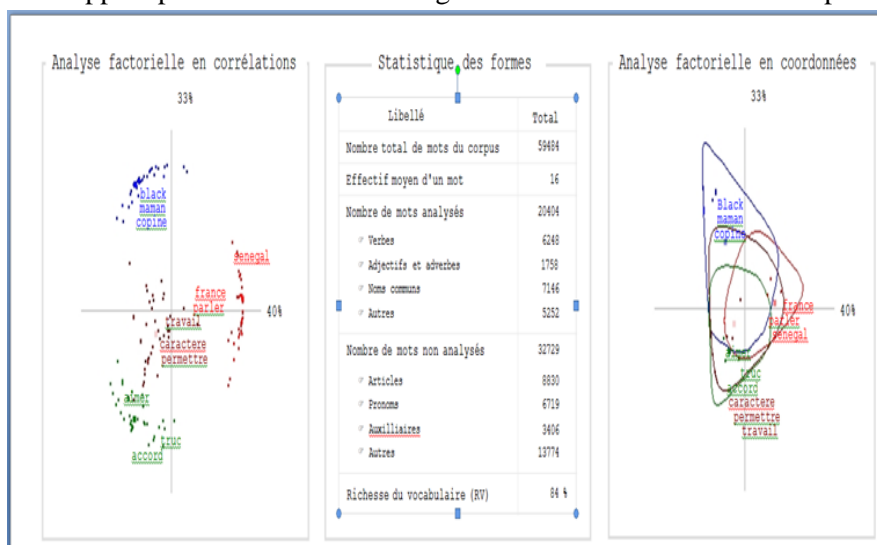 Analyse factorielle en corrélations
33%
black
maman
copine
senegal
france
parler
40%
travail
caractere
permettre
aimer
truc
accord
Statistique des formes
Libellé Total
Nombre total de mots du corpus 59484
Effectif moyen d'un mot 16
Nombre de mots analysés 20404
Verbes 6248
Adjectifs et adverbes 1758
Noms communs 7146
Autres 5252
Nombre de mots non analysés 32729
Articles 8830
Pronoms 6719
Auxilliaires 3406
Autres 13774
Richesse du vocabulaire (RV) 84 %
Analyse factorielle en coordonnées
33%
Black
maman
copine
france
40%
parler
senegal
truc
accord
caractere
permettre
travail